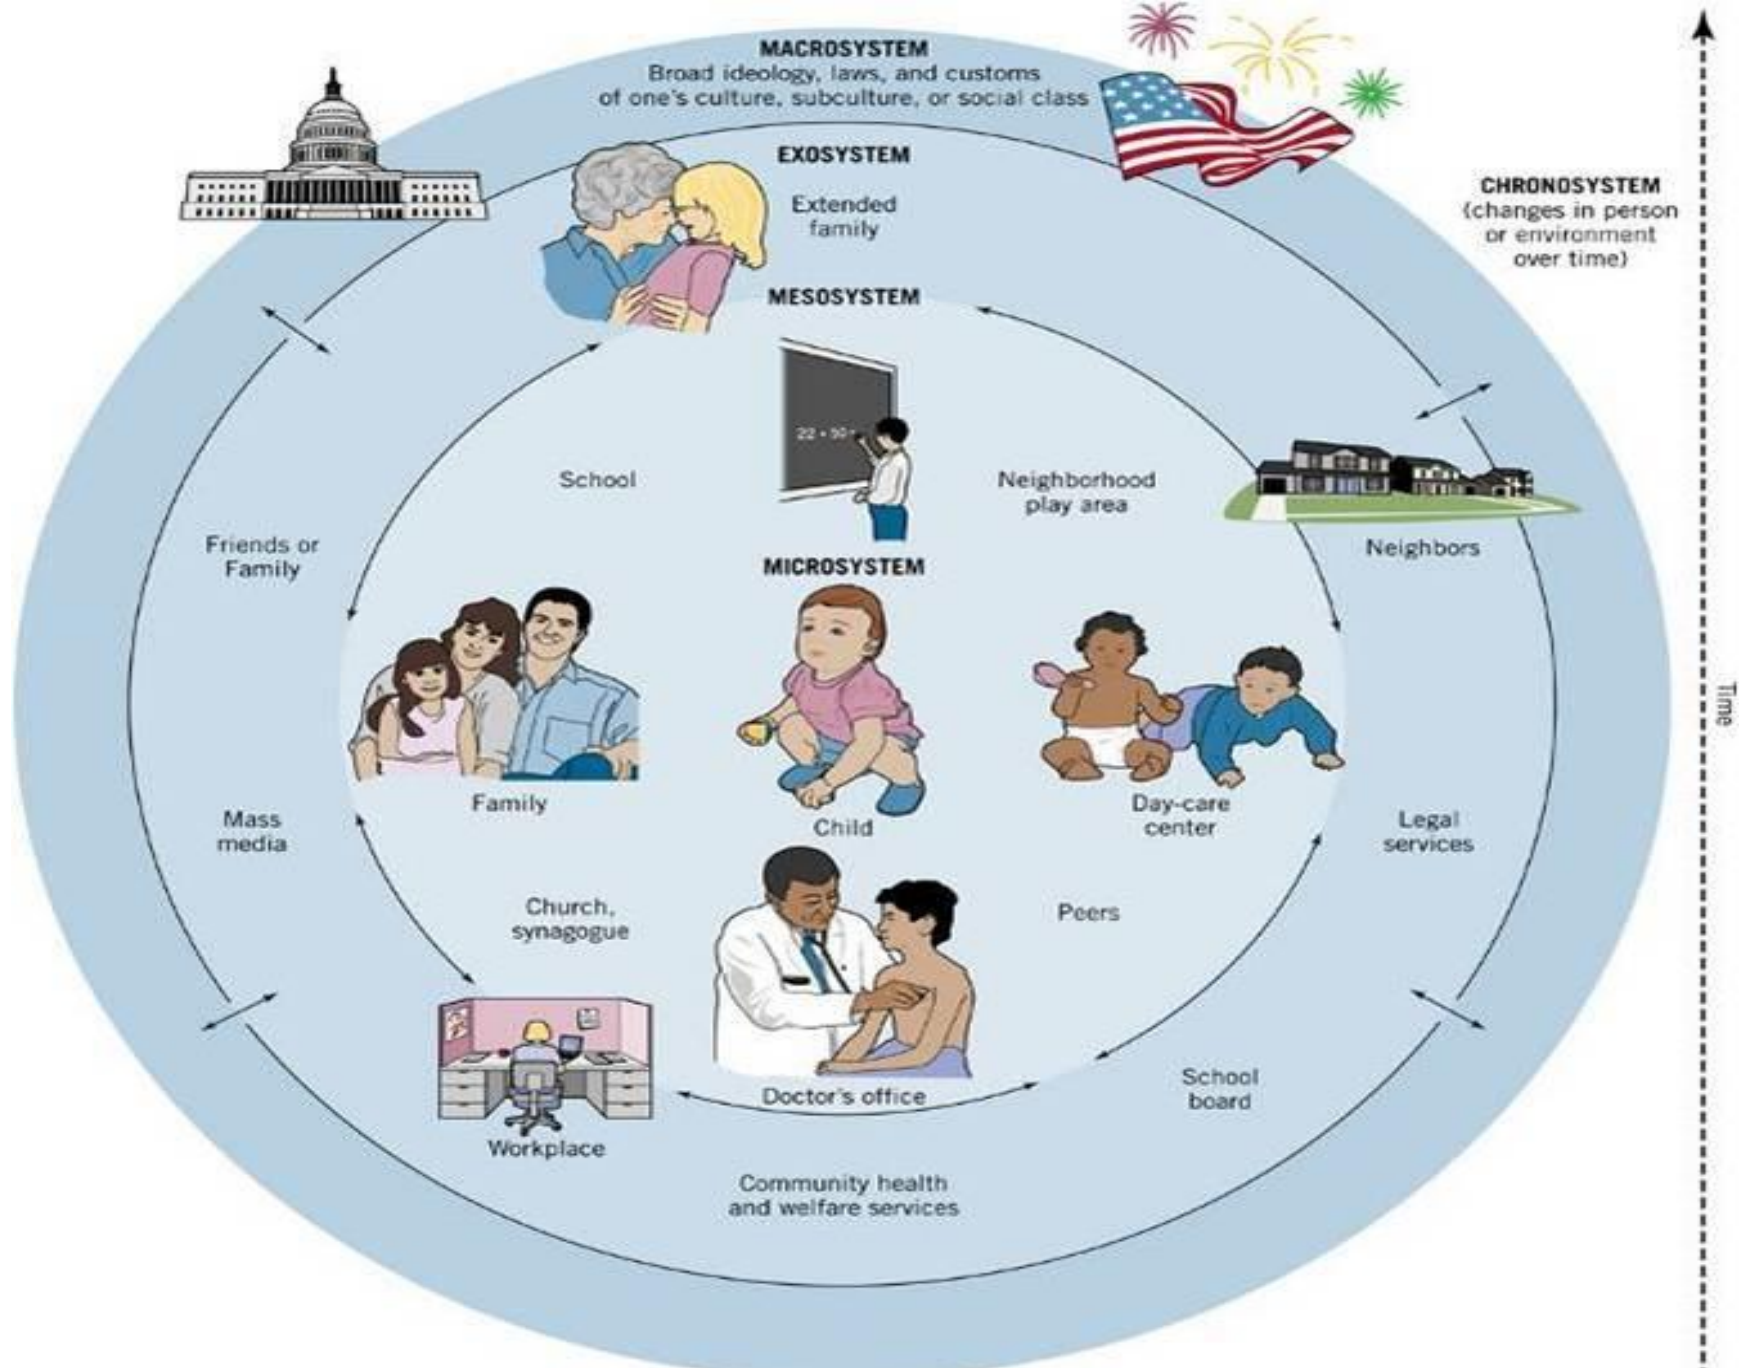 MACROSYSTEM
Broad ideology, laws, and customs
of one's culture, subculture, or social class
EXOSYSTEM
Extended
family
CHRONOSYSTEM
(changes in person
or environment
over time)
MESOSYSTEM
22 + 50 =
School
Neighborhood
play area
Friends or
Family
Neighbors
MICROSYSTEM
Time
Family
Child
Day-care
center
Mass
media
Legal
services
Church,
synagogue
Peers
Doctor's office
School
board
Workplace
Community health
and welfare services